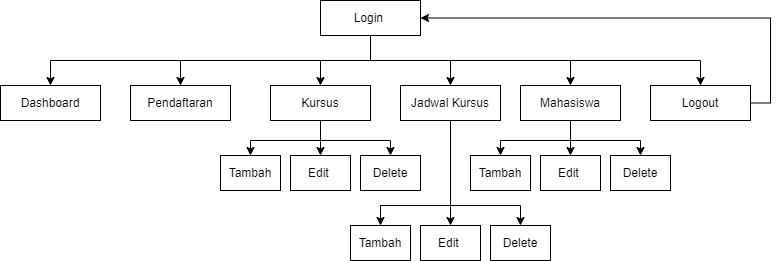 Login
Dashboard
Pendaftaran
Kursus
Jadwal Kursus
Mahasiswa
Logout
Tambah
Edit
Delete
Tambah
Edit
Delete
Tambah
Edit
Delete